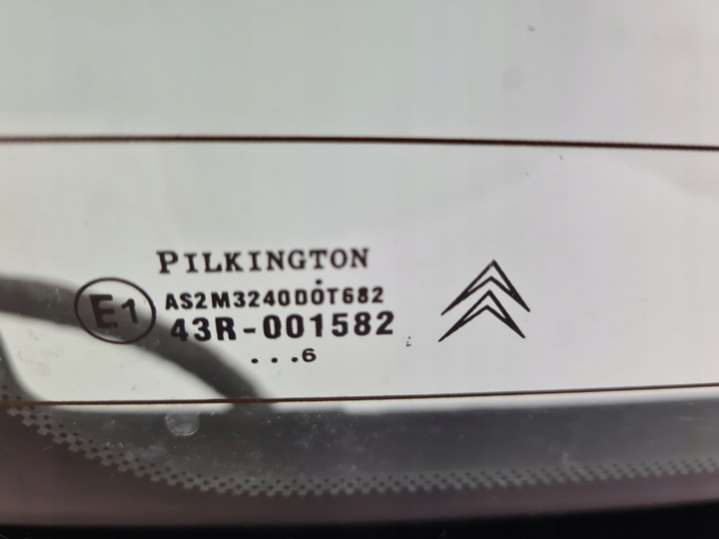 PILKINGTON
E1
AS2M3240DOT682
43R-001582
...6